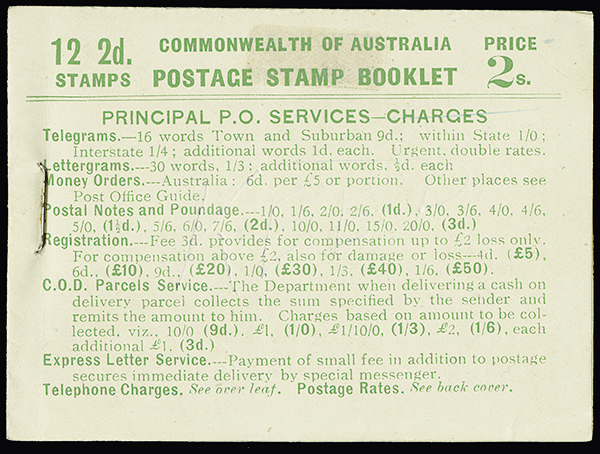 12 2d. COMMONWEALTH OF AUSTRALIA PRICE
STAMPS POSTAGE STAMP BOOKLET 2s.
PRINCIPAL P.O. SERVICES—CHARGES
Telegrams.—16 words Town and Suburban 9d.; within State 1/0;
Interstate 1/4; additional words 1d. each. Urgent, double rates.
Lettergrams.---30 words, 1/3; additional words, ½d. each
Money Orders.---Australia: 6d. per £5 or portion. Other places see
Post Office Guide.
Postal Notes and Poundage.---1/0, 1/6, 2/0, 2/6, (1d.), 3/0, 3/6, 4/0, 4/6,
5/0, (1½d.), 5/6, 6/0, 7/6, (2d.), 10/0, 11/0, 15/0, 20/0, (3d.)
Registration.---Fee 3d. provides for compensation up to £2 loss only.
For compensation above £2, also for damage or loss---4d. (£5),
6d., (£10), 9d., (£20), 1/0, (£30), 1/3, (£40), 1/6, (£50).
C.O.D. Parcels Service.---The Department when delivering a cash on
delivery parcel collects the sum specified by the sender and
remits the amount to him. Charges based on amount to be col-
lected, viz., 10/0 (9d.). £1, (1/0), £1/10/0, (1/3), £2, (1/6), each
additional £1, (3d.)
Express Letter Service.---Payment of small fee in addition to postage
secures immediate delivery by special messenger.
Telephone Charges. See over leaf. Postage Rates. See back cover.